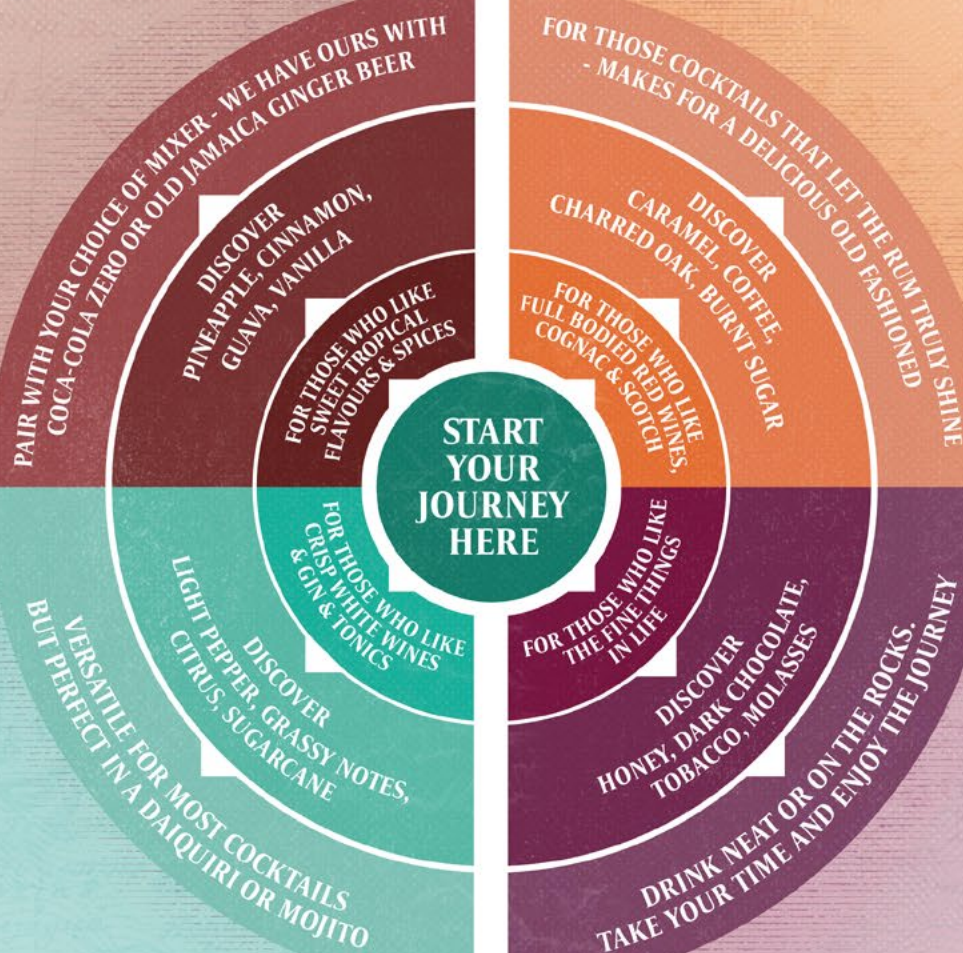 START
YOUR
JOURNEY
HERE
FOR THOSE WHO LIKE
SWEET TROPICAL
FLAVOURS & SPICES
DISCOVER
PINEAPPLE, CINNAMON,
GUAVA, VANILLA
PAIR WITH YOUR CHOICE OF MIXER - WE HAVE OURS WITH
COCA-COLA ZERO OR OLD JAMAICA GINGER BEER
FOR THOSE WHO LIKE
FULL BODIED RED WINES,
COGNAC & SCOTCH
DISCOVER
CARAMEL, COFFEE,
CHARRED OAK, BURNT SUGAR
FOR THOSE COCKTAILS THAT LET THE RUM TRULY SHINE
- MAKES FOR A DELICIOUS OLD FASHIONED
FOR THOSE WHO LIKE
CRISP WHITE WINES
& GIN & TONICS
DISCOVER
LIGHT PEPPER, GRASSY NOTES,
CITRUS, SUGARCANE
VERSATILE FOR MOST COCKTAILS
BUT PERFECT IN A DAIQUIRI OR MOJITO
FOR THOSE WHO LIKE
THE FINE THINGS
IN LIFE
DISCOVER
HONEY, DARK CHOCOLATE,
TOBACCO, MOLASSES
DRINK NEAT OR ON THE ROCKS.
TAKE YOUR TIME AND ENJOY THE JOURNEY